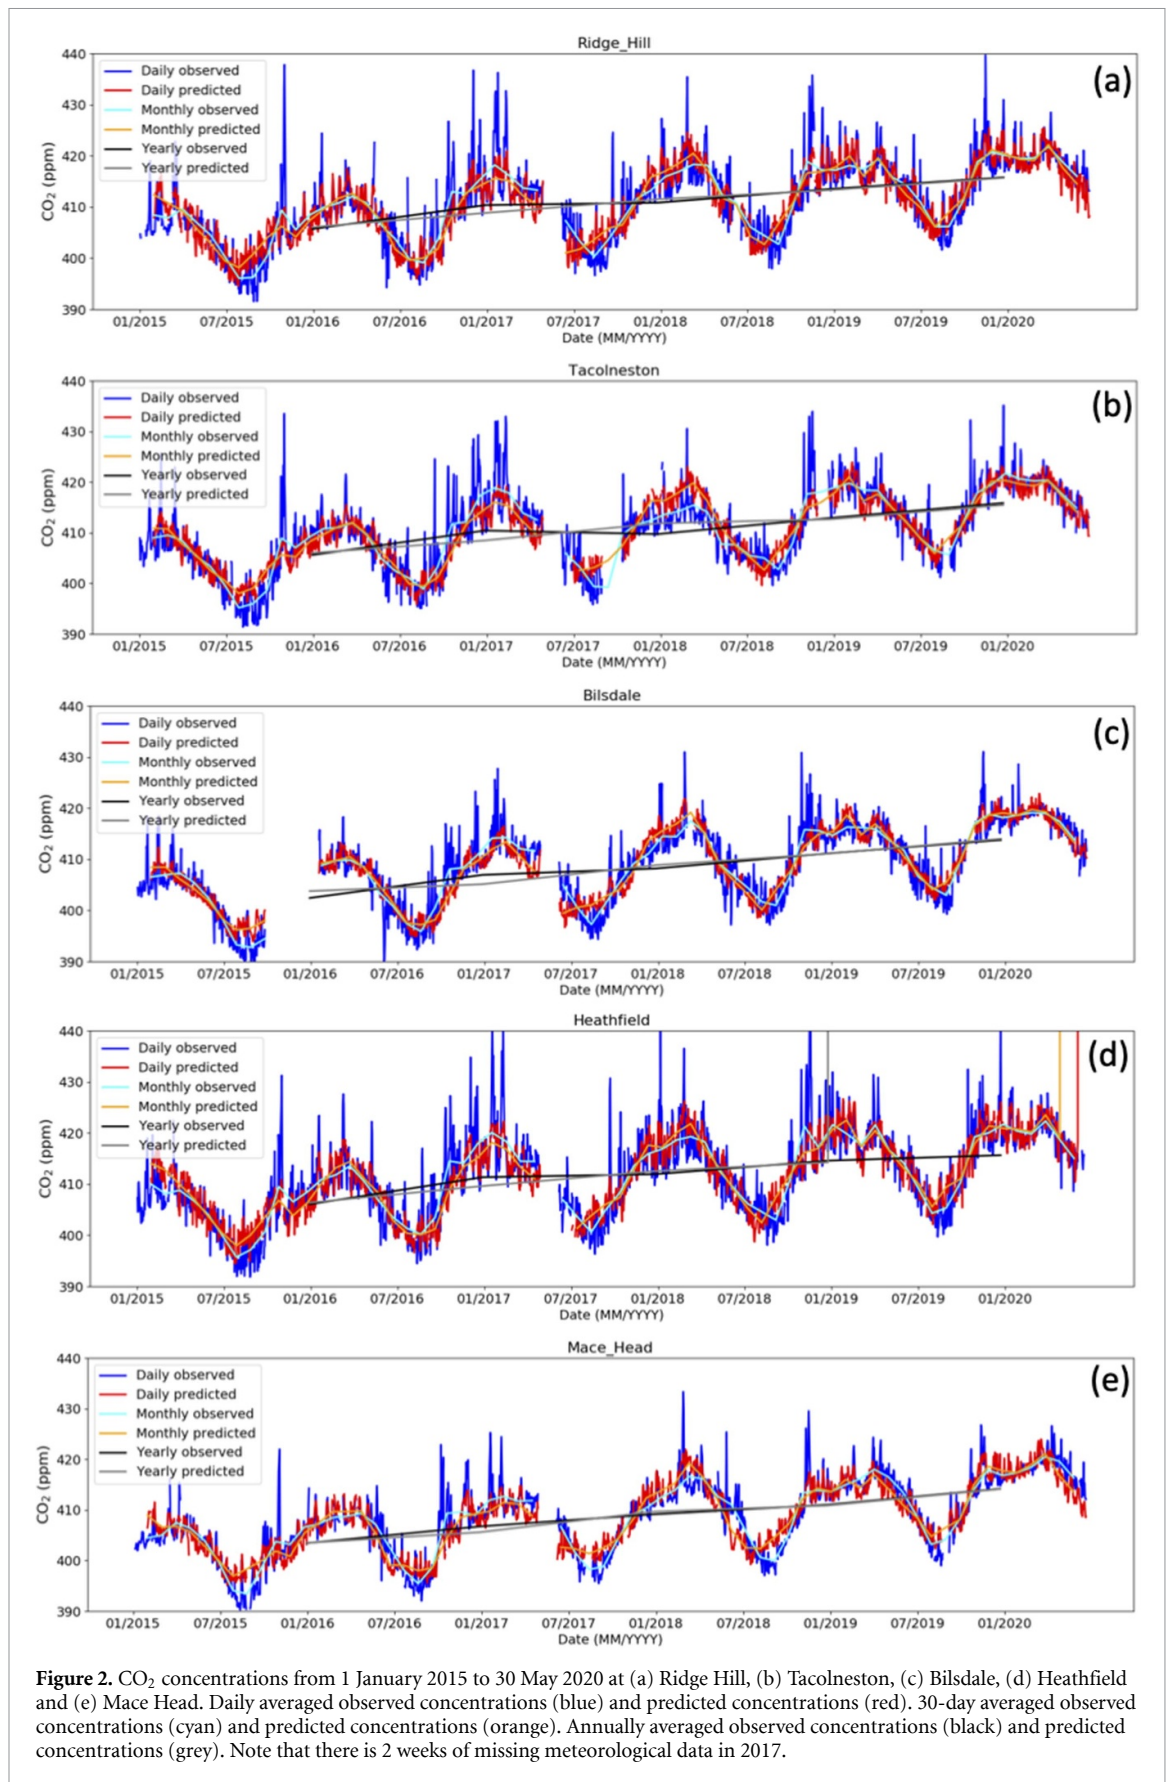 Ridge_Hill
(a)
CO₂ (ppm)
440
430
420
410
400
390
Daily observed
Daily predicted
Monthly observed
Monthly predicted
Yearly observed
Yearly predicted
01/2015 07/2015 01/2016 07/2016 01/2017 07/2017 01/2018 07/2018 01/2019 07/2019 01/2020
Date (MM/YYYY)
Tacolneston
(b)
CO₂ (ppm)
440
430
420
410
400
390
Daily observed
Daily predicted
Monthly observed
Monthly predicted
Yearly observed
Yearly predicted
01/2015 07/2015 01/2016 07/2016 01/2017 07/2017 01/2018 07/2018 01/2019 07/2019 01/2020
Date (MM/YYYY)
Bilsdale
(c)
CO₂ (ppm)
440
430
420
410
400
390
Daily observed
Daily predicted
Monthly observed
Monthly predicted
Yearly observed
Yearly predicted
01/2015 07/2015 01/2016 07/2016 01/2017 07/2017 01/2018 07/2018 01/2019 07/2019 01/2020
Date (MM/YYYY)
Heathfield
(d)
CO₂ (ppm)
440
430
420
410
400
390
Daily observed
Daily predicted
Monthly observed
Monthly predicted
Yearly observed
Yearly predicted
01/2015 07/2015 01/2016 07/2016 01/2017 07/2017 01/2018 07/2018 01/2019 07/2019 01/2020
Date (MM/YYYY)
Mace_Head
(e)
CO₂ (ppm)
440
430
420
410
400
390
Daily observed
Daily predicted
Monthly observed
Monthly predicted
Yearly observed
Yearly predicted
01/2015 07/2015 01/2016 07/2016 01/2017 07/2017 01/2018 07/2018 01/2019 07/2019 01/2020
Date (MM/YYYY)
Figure 2. CO₂ concentrations from 1 January 2015 to 30 May 2020 at (a) Ridge Hill, (b) Tacolneston, (c) Bilsdale, (d) Heathfield
and (e) Mace Head. Daily averaged observed concentrations (blue) and predicted concentrations (red). 30-day averaged observed
concentrations (cyan) and predicted concentrations (orange). Annually averaged observed concentrations (black) and predicted
concentrations (grey). Note that there is 2 weeks of missing meteorological data in 2017.